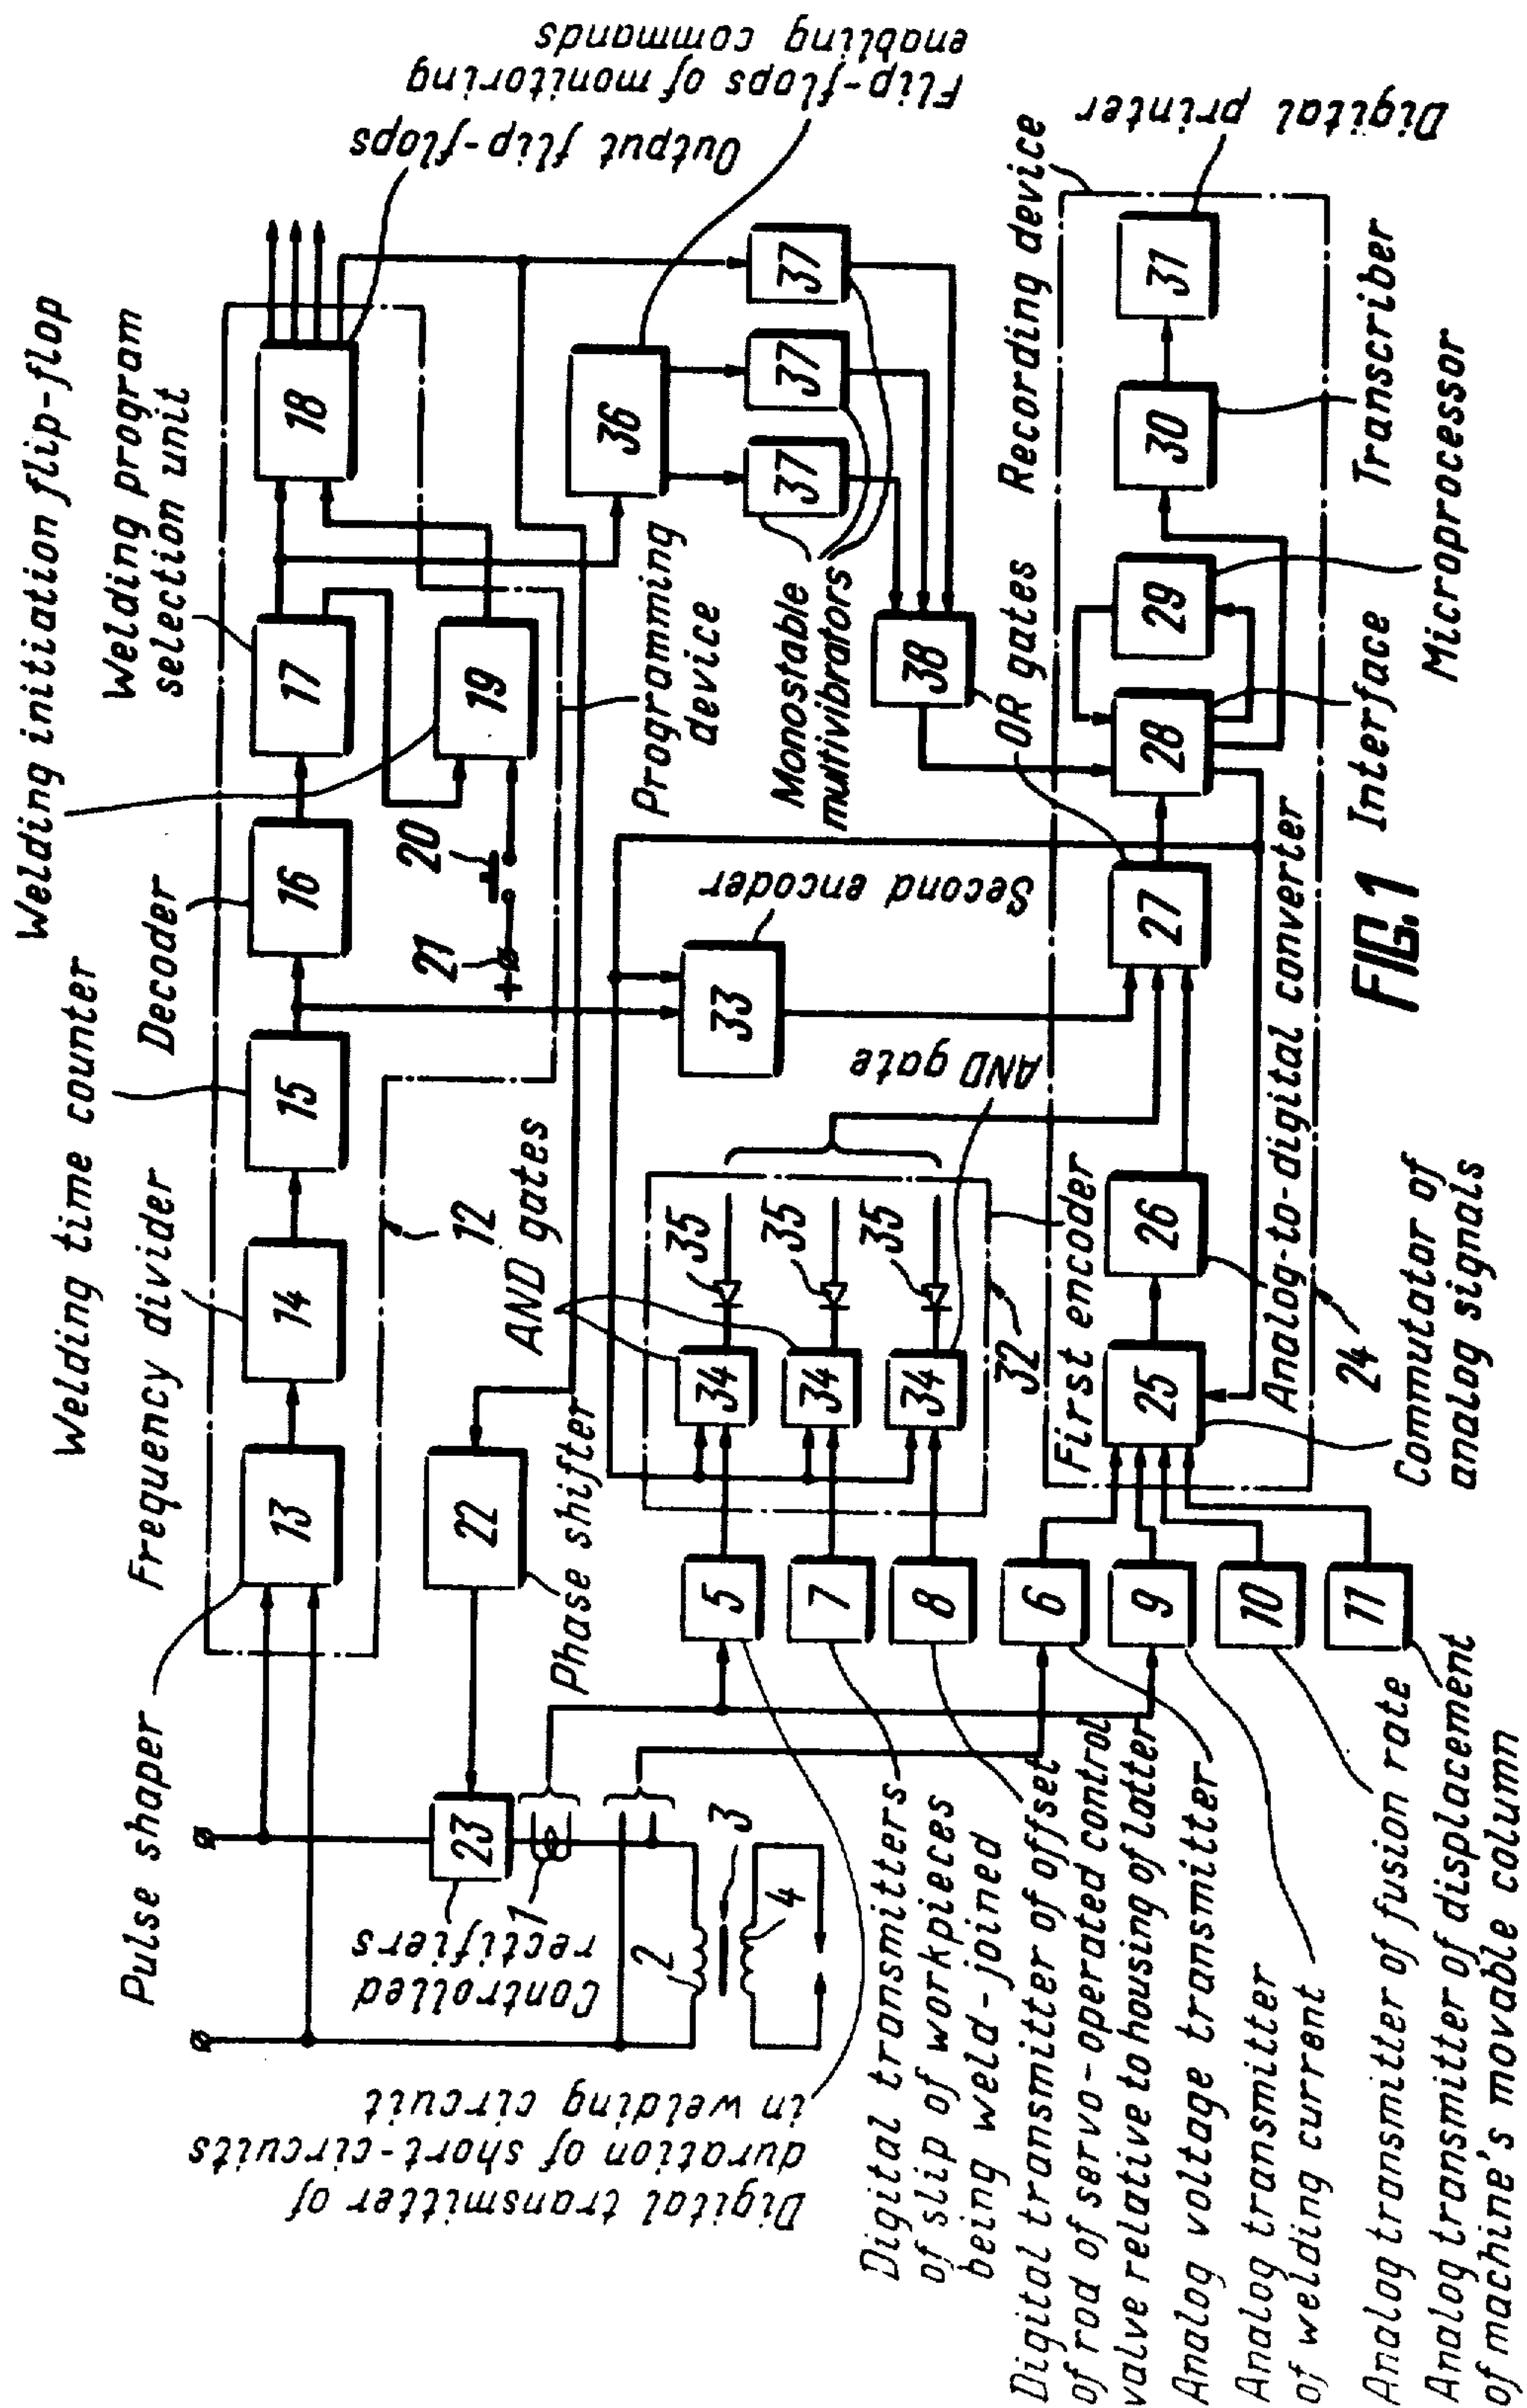 Welding initiation flip-flop
Welding program
selection unit
Decoder
Welding time counter
Frequency divider
Pulse shaper
Output flip-flops
Flip-flops of monitoring
enabling commands
13
14
15
16
17
18
19
20
21
+
12
22
Phase shifter
23
Controlled
rectifiers
1
2
3
4
Programming
device
36
37
37
37
Monostable
multivibrators
38
OR gates
Second encoder
33
AND gates
AND gate
34
34
34
35
35
35
32
First encoder
5
7
8
6
9
10
11
Recording device
Digital printer
25
26
27
28
29
30
31
Transcriber
Microprocessor
Interface
Analog-to-digital converter
24
Commutator of
analog signals
FIG.1
Digital transmitter of
duration of short-circuits
in welding circuit
Digital transmitters
of slip of workpieces
being weld-joined
Digital transmitter of offset
of rod of servo-operated control
valve relative to housing of latter
Analog voltage transmitter
Analog transmitter
of welding current
Analog transmitter of fusion rate
Analog transmitter of displacement
of machine's movable column